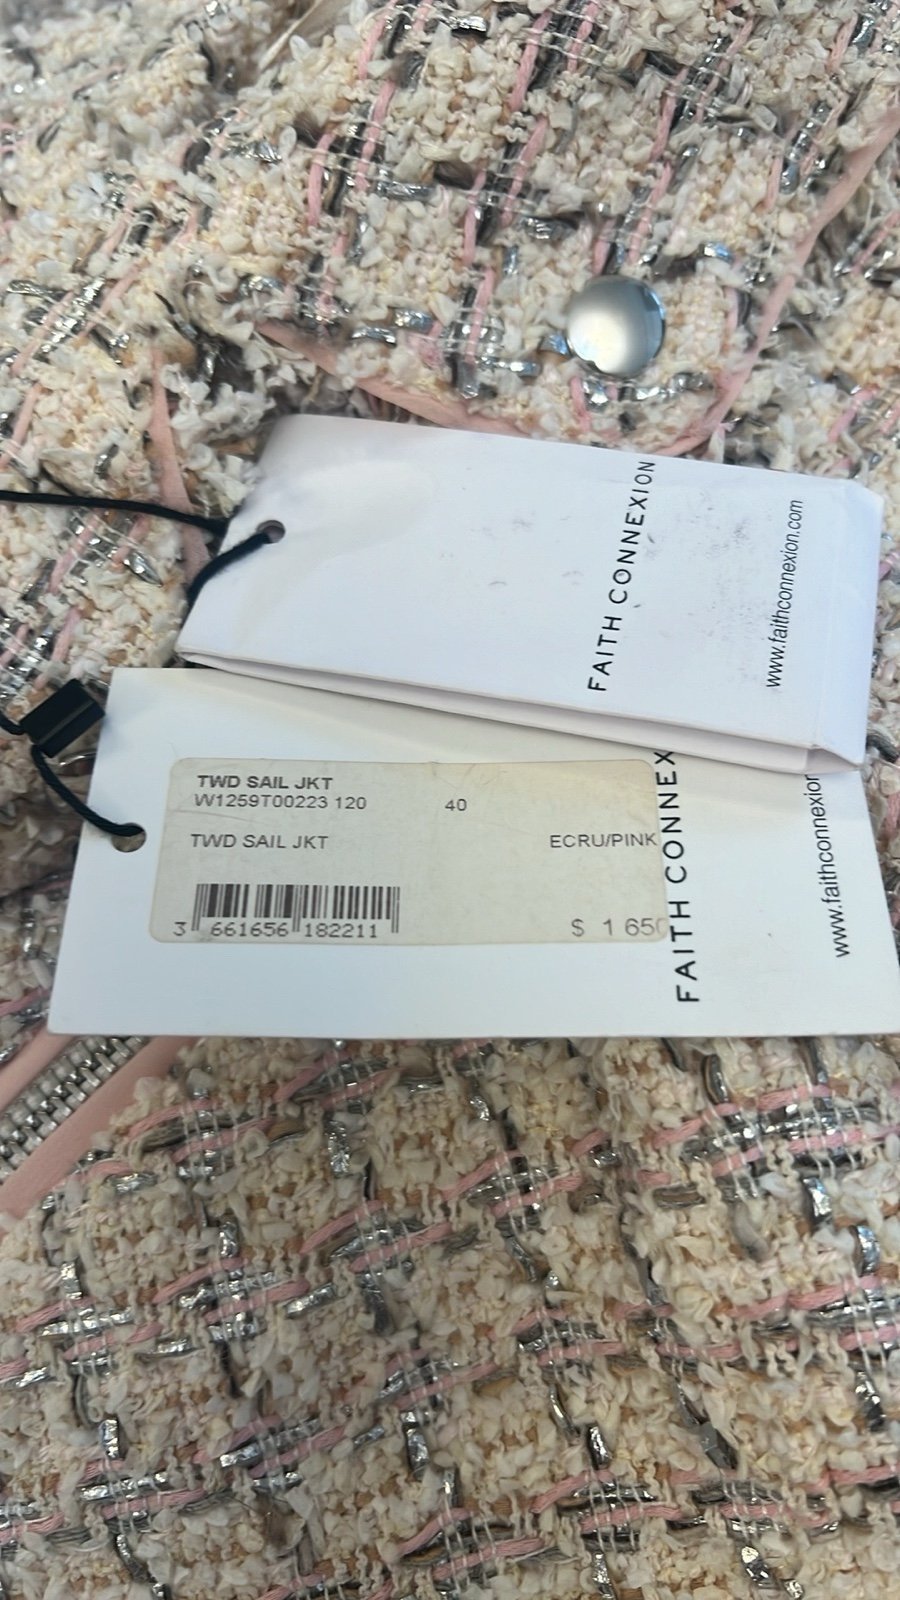 FAITH CONNEXION
www.faithconnexion.com
TWD SAIL JKT
W1259T00223 120 40
TWD SAIL JKT ECRU/PINK
3 661656 182211
$ 1 650
FAITH CONNEX
www.faithconnexion